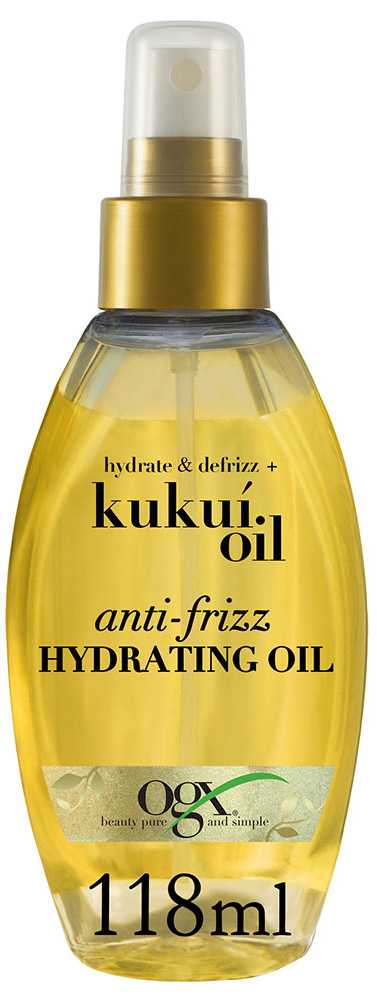 hydrate & defrizz +
kukuí
oil
anti-frizz
HYDRATING OIL
ogx®
beauty pure and simple
118ml